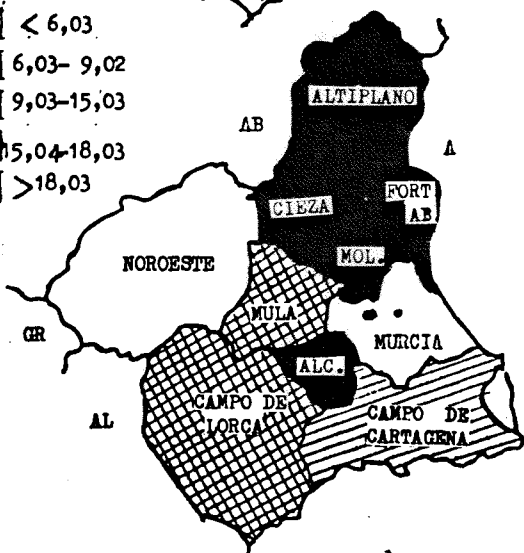 < 6,03
6,03- 9,02
9,03-15,03
15,04-18,03
>18,03
ALTIPLANO
AB
A
CIEZA
FORT
AB
MOL.
NOROESTE
MULA
MURCIA
GR
ALC.
CAMPO DE
LORCA
AL
CAMPO DE
CARTAGENA